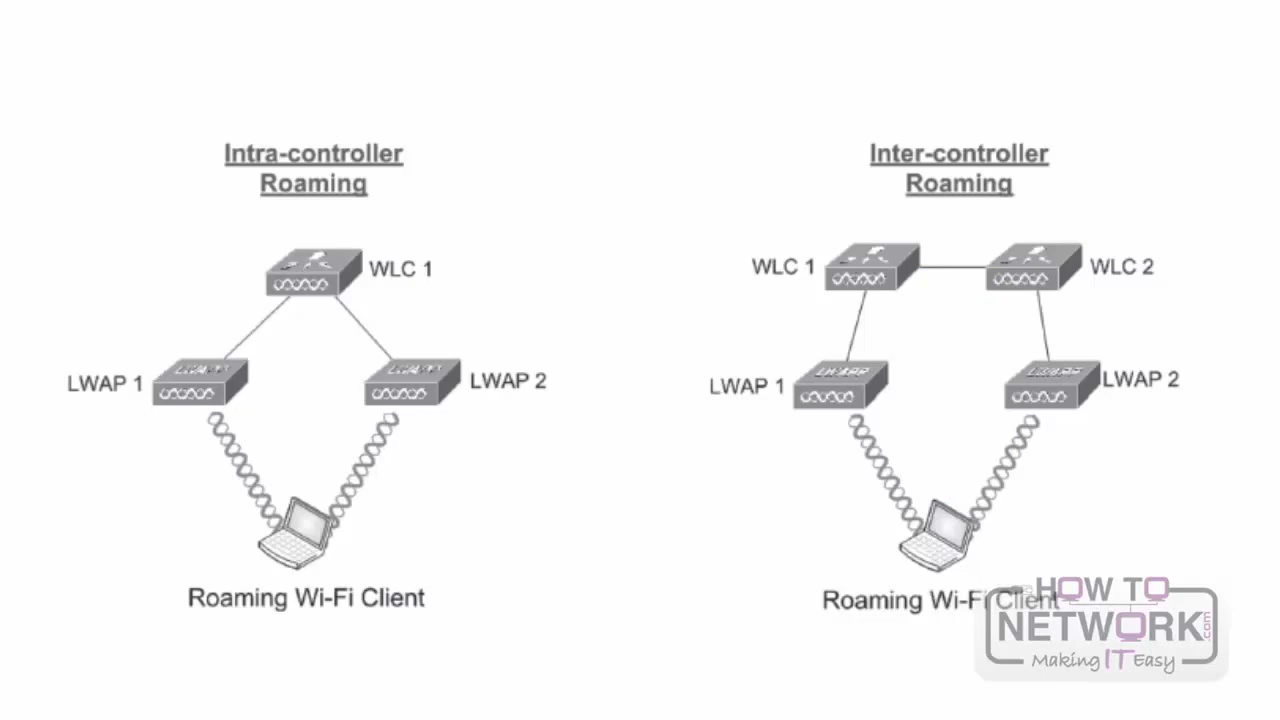 Intra-controller
Roaming
WLC 1
LWAP 1
LWAP 2
Roaming Wi-Fi Client
Inter-controller
Roaming
WLC 1
WLC 2
LWAP 1
LWAP 2
Roaming Wi-Fi Client
HOW TO
NETWORK.com
Making IT Easy